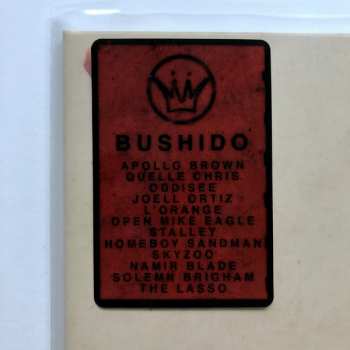 BUSHIDO
APOLLO BROWN
QUELLE CHRIS
ODDISEE
JOELL ORTIZ
L'ORANGE
OPEN MIKE EAGLE
STALLEY
HOMEBOY SANDMAN
SKYZOO
NAMIR BLADE
SOLEMN BRIGHAM
THE LASSO